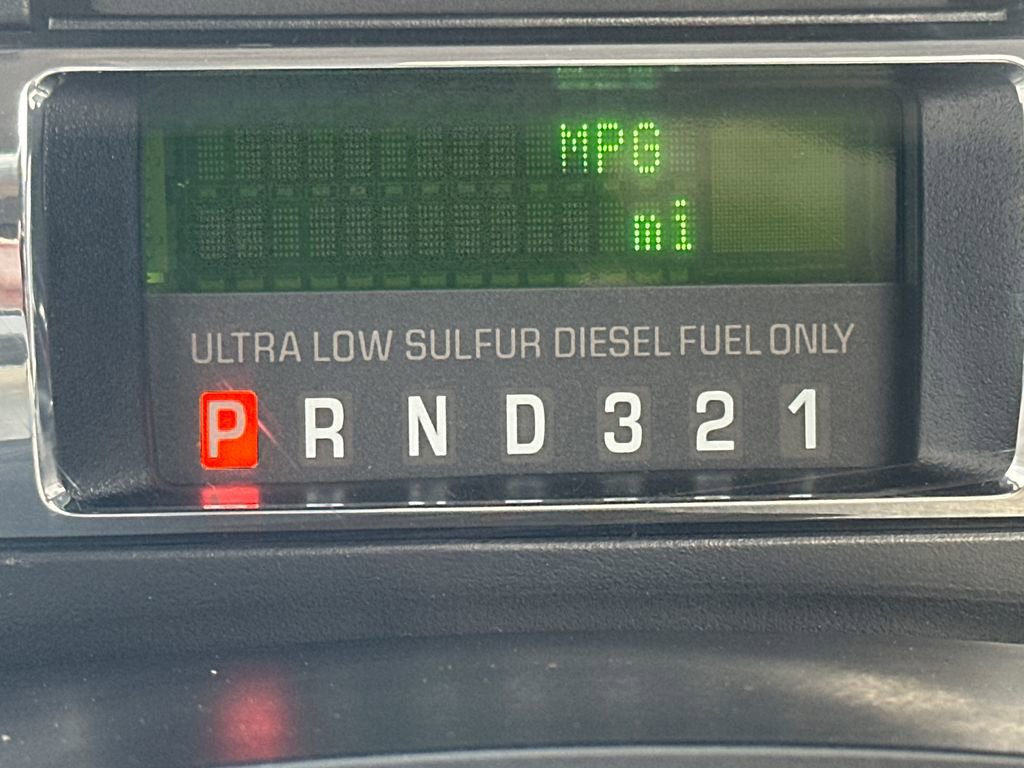 MPG
mi
ULTRA LOW SULFUR DIESEL FUEL ONLY
P R N D 3 2 1